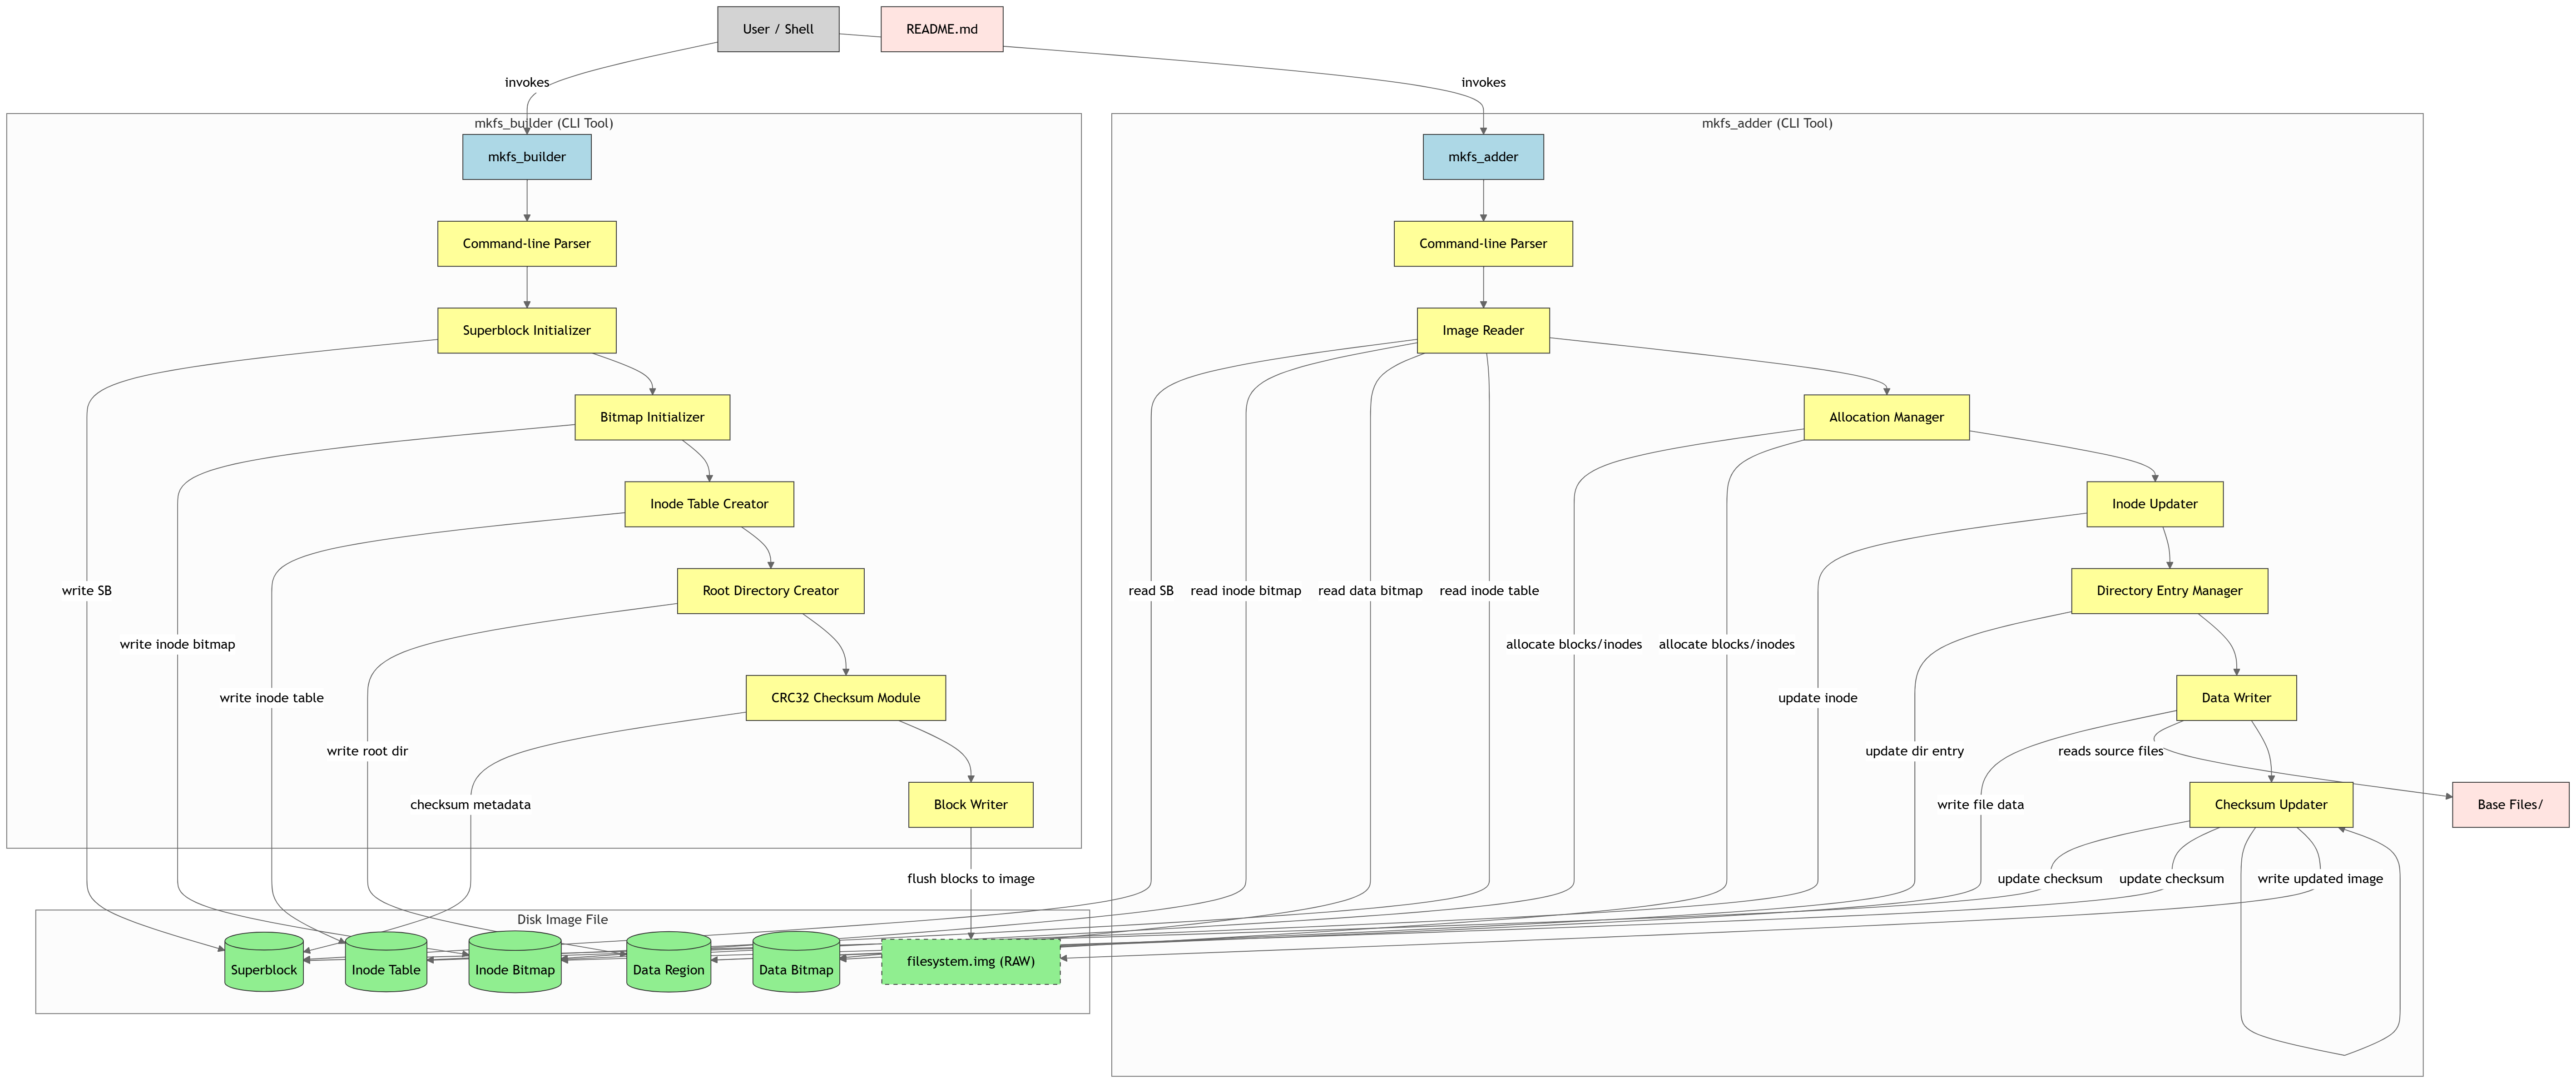 User / Shell
README.md
invokes
invokes
mkfs_builder (CLI Tool)
mkfs_adder (CLI Tool)
mkfs_builder
mkfs_adder
Command-line Parser
Command-line Parser
Superblock Initializer
Image Reader
Bitmap Initializer
Allocation Manager
Inode Table Creator
Inode Updater
write SB
Root Directory Creator
read SB
read inode bitmap
read data bitmap
read inode table
Directory Entry Manager
write inode bitmap
allocate blocks/inodes
allocate blocks/inodes
write inode table
CRC32 Checksum Module
update inode
Data Writer
write root dir
update dir entry
reads source files
checksum metadata
Block Writer
write file data
Checksum Updater
Base Files/
flush blocks to image
update checksum
update checksum
write updated image
Disk Image File
Superblock
Inode Table
Inode Bitmap
Data Region
Data Bitmap
filesystem.img (RAW)